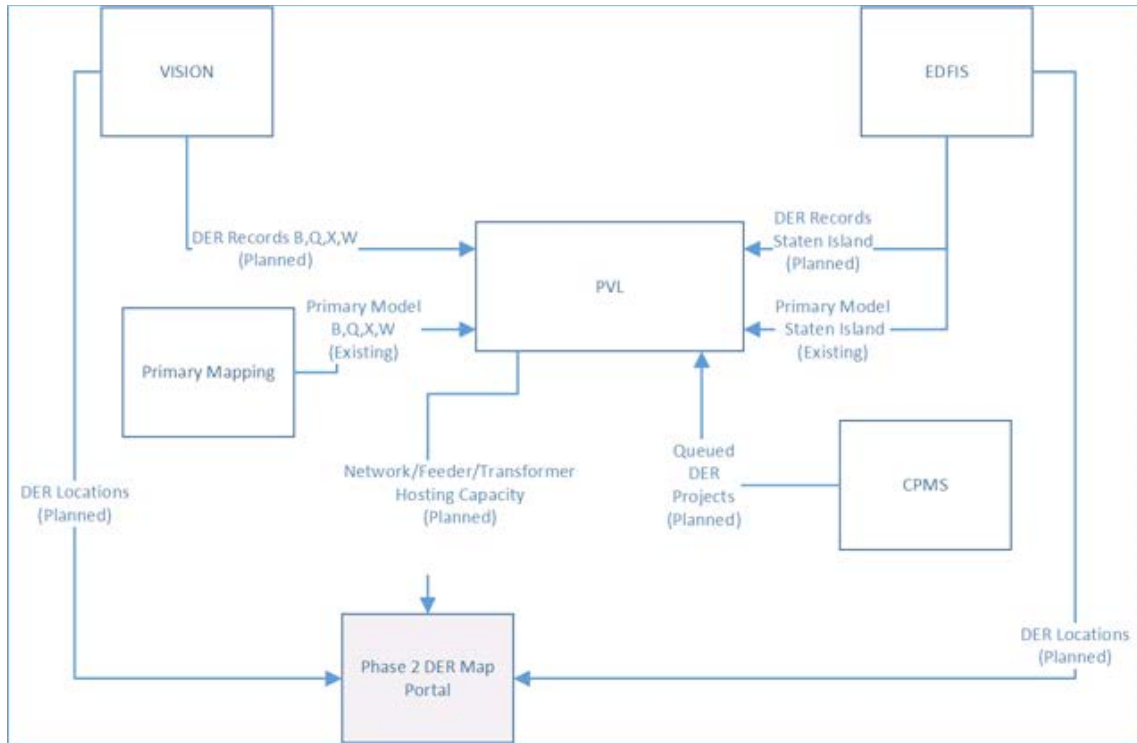 VISION
EDFIS
DER Records B,Q,X,W
(Planned)
DER Records
Staten Island
(Planned)
PVL
Primary Model
B,Q,X,W
(Existing)
Primary Model
Staten Island
(Existing)
Primary Mapping
Network/Feeder/Transformer
Hosting Capacity
(Planned)
Queued
DER
Projects
(Planned)
CPMS
DER Locations
(Planned)
DER Locations
(Planned)
Phase 2 DER Map
Portal